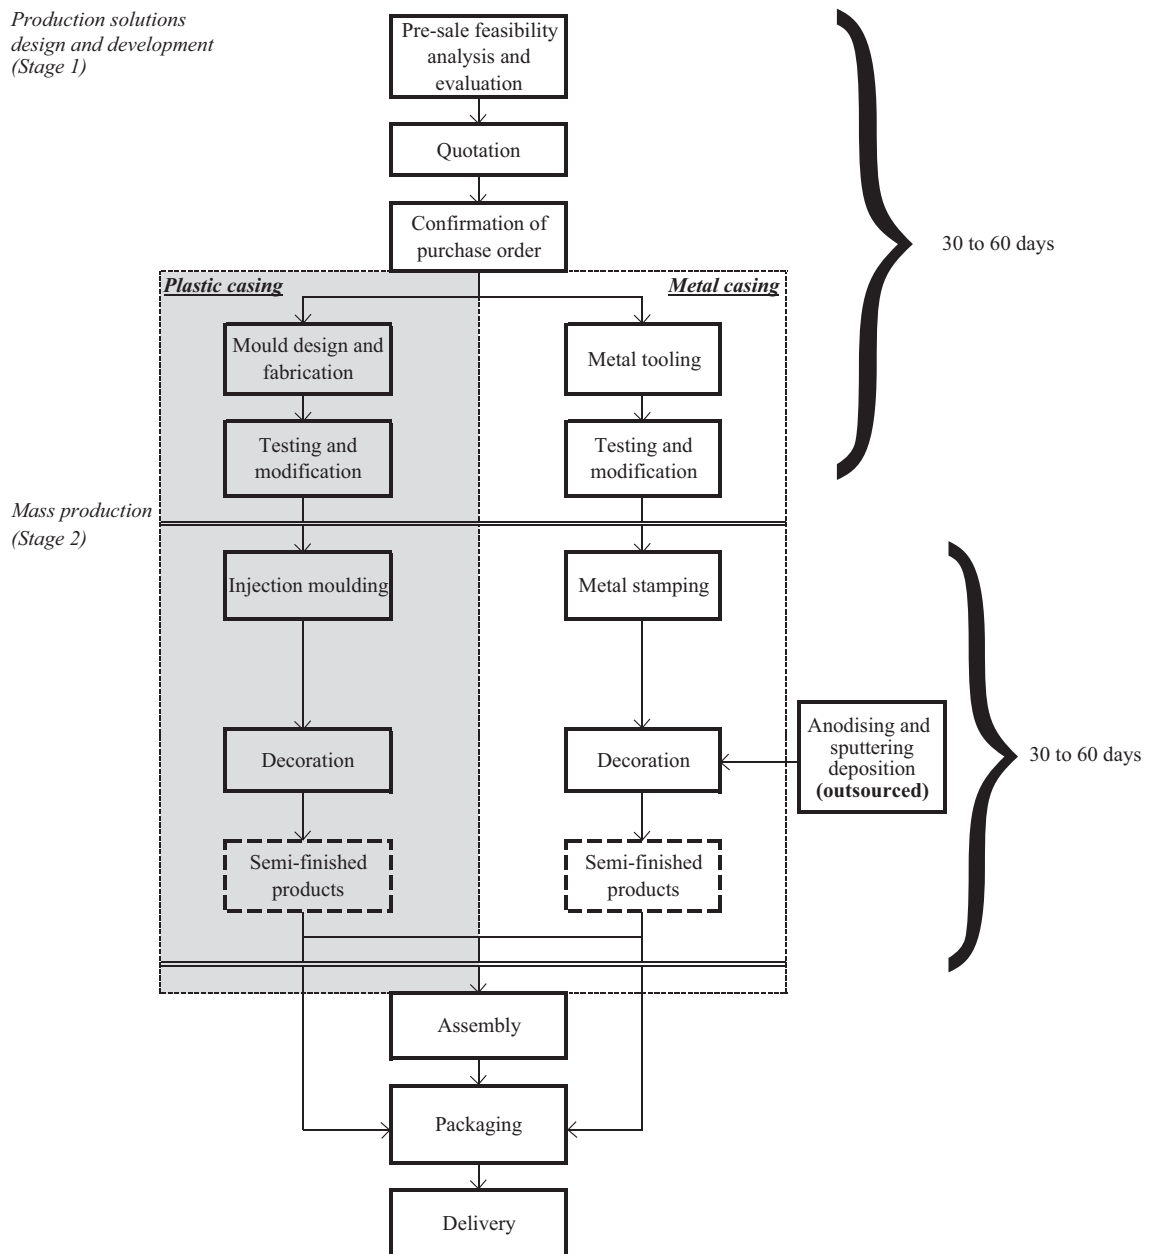 Production solutions
design and development
(Stage 1)
Pre-sale feasibility
analysis and
evaluation
Quotation
Confirmation of
purchase order
30 to 60 days
Plastic casing
Metal casing
Mould design and
fabrication
Metal tooling
Testing and
modification
Testing and
modification
Mass production
(Stage 2)
Injection moulding
Metal stamping
Decoration
Decoration
Anodising and
sputtering
deposition
(outsourced)
30 to 60 days
Semi-finished
products
Semi-finished
products
Assembly
Packaging
Delivery